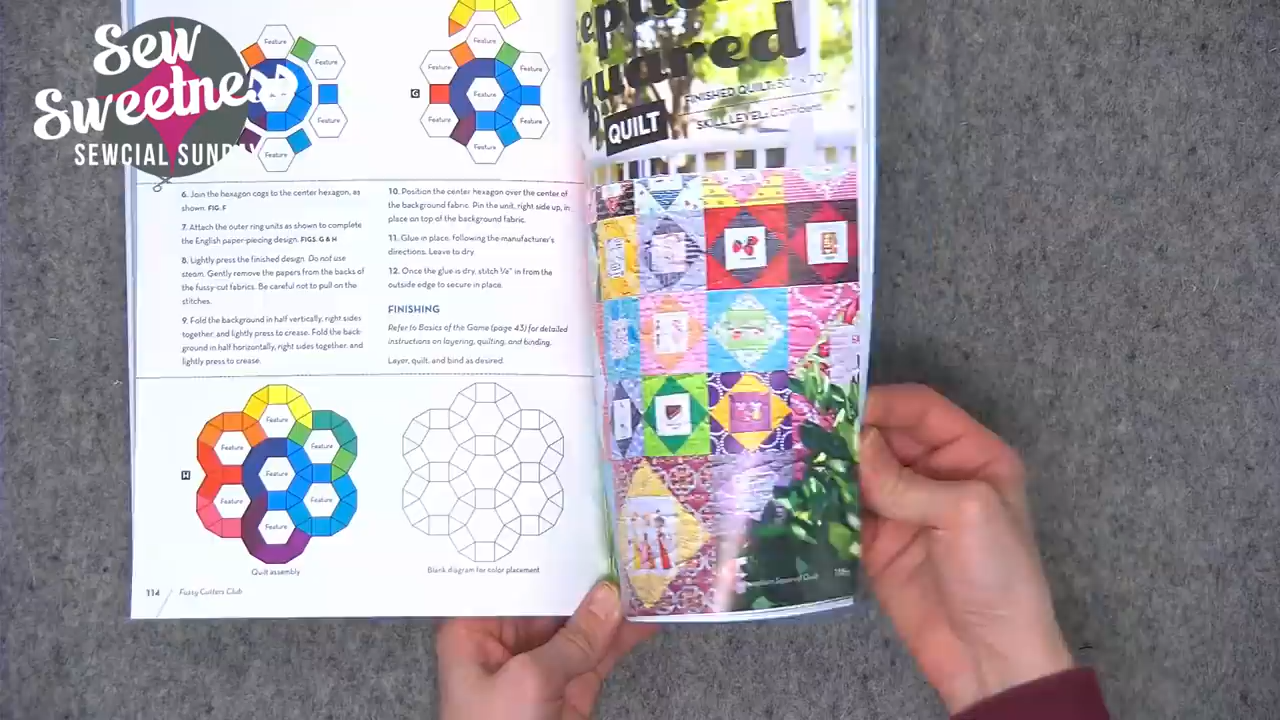 Sew
Sweetness
SEWCIAL
Feature
Feature
Feature
Feature
Feature
Feature
Feature
Feature
G
Feature
Feature
Feature
Feature
6. Join the hexagon cogs to the center hexagon, as
shown. FIG. F
7. Attach the outer ring units as shown to complete
the English paper-piecing design. FIGS. G & H
8. Lightly press the finished design. Do not use
steam. Gently remove the papers from the backs of
the fussy-cut fabrics. Be careful not to pull on the
stitches.
9. Fold the background in half vertically, right sides
together, and lightly press to crease. Fold the back-
ground in half horizontally, right sides together, and
lightly press to crease.
10. Position the center hexagon over the center of
the background fabric. Pin the unit, right side up, in
place on top of the background fabric.
11. Glue in place, following the manufacturer's
directions. Leave to dry.
12. Once the glue is dry, stitch ⅛″ in from the
outside edge to secure in place.
FINISHING
Refer to Basics of the Game (page 43) for detailed
instructions on layering, quilting, and binding.
Layer, quilt, and bind as desired.
Feature
Feature
Feature
Feature
H
Feature
Feature
Feature
Quilt assembly
Blank diagram for color placement
114 / Fussy Cutters Club
QUILT
FINISHED QUILT:
SKILL LEVEL: Confident
Squared Quilt